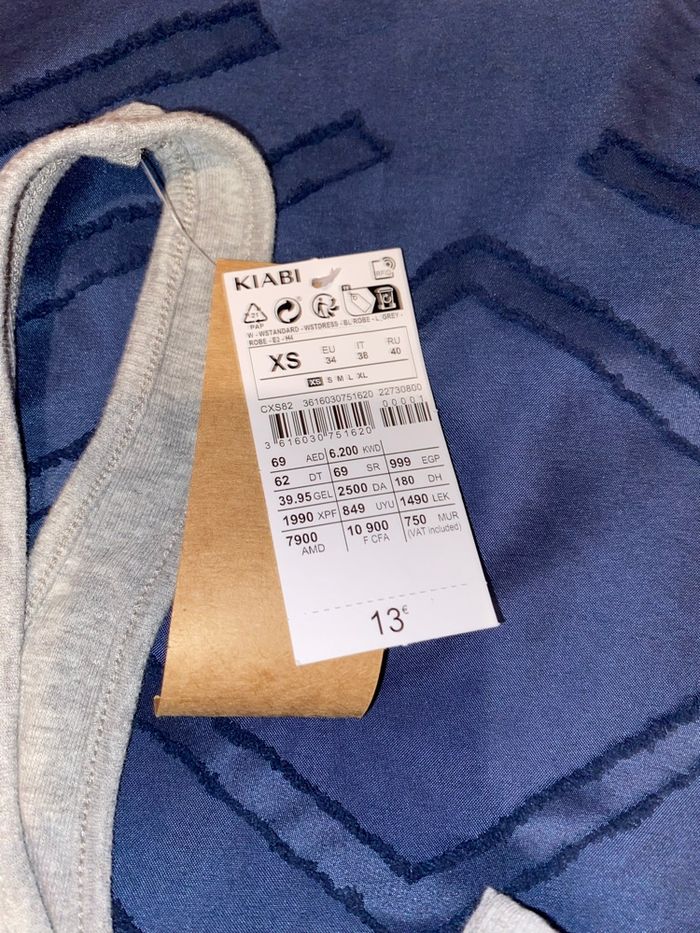 KIABI
RFID
21
PAP
W - WSTANDARD - WSTDRESS - BL ROBE - L GREY -
ROBE - E2 - H4
XS EU IT RU
34 38 40
XS S M L XL
CXS82 3616030751620 22730800
00001
3 616030 751620
69 AED 6.200 KWD
62 DT 69 SR 999 EGP
39.95 GEL 2500 DA 180 DH
1990 XPF 849 UYU 1490 LEK
7900 AMD 10 900 F CFA 750 MUR
(VAT included)
13€